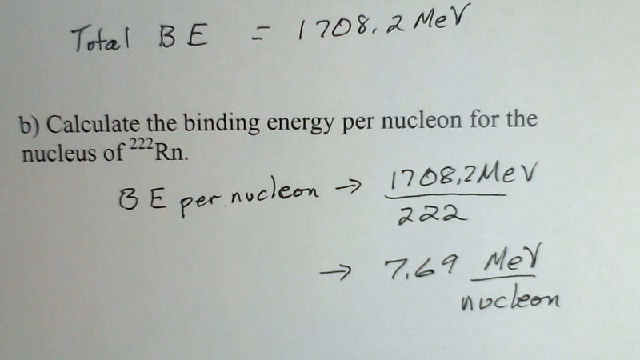 Total BE = 1708.2 MeV
b) Calculate the binding energy per nucleon for the
nucleus of ²²²Rn.
BE per nucleon → 1708.2MeV
222
→ 7.69 MeV
nucleon